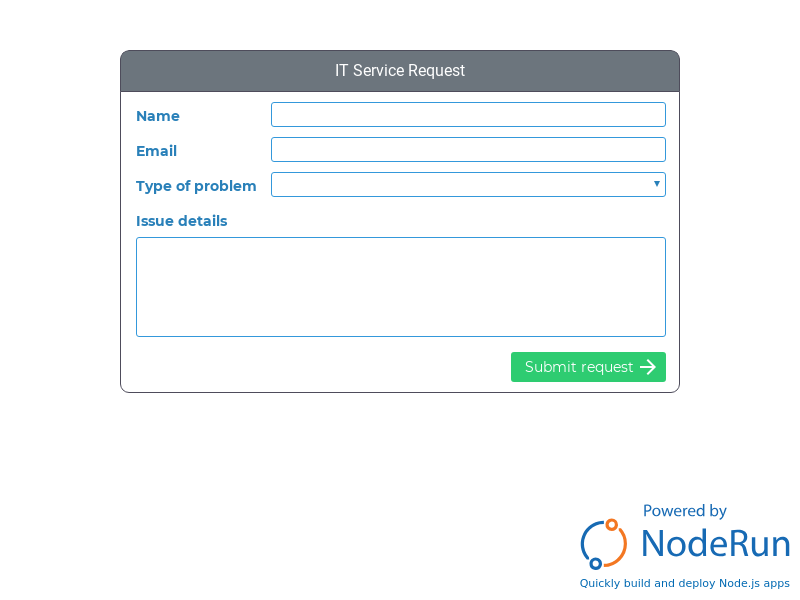 IT Service Request
Name
Email
Type of problem
Issue details
Submit request
Powered by
NodeRun
Quickly build and deploy Node.js apps